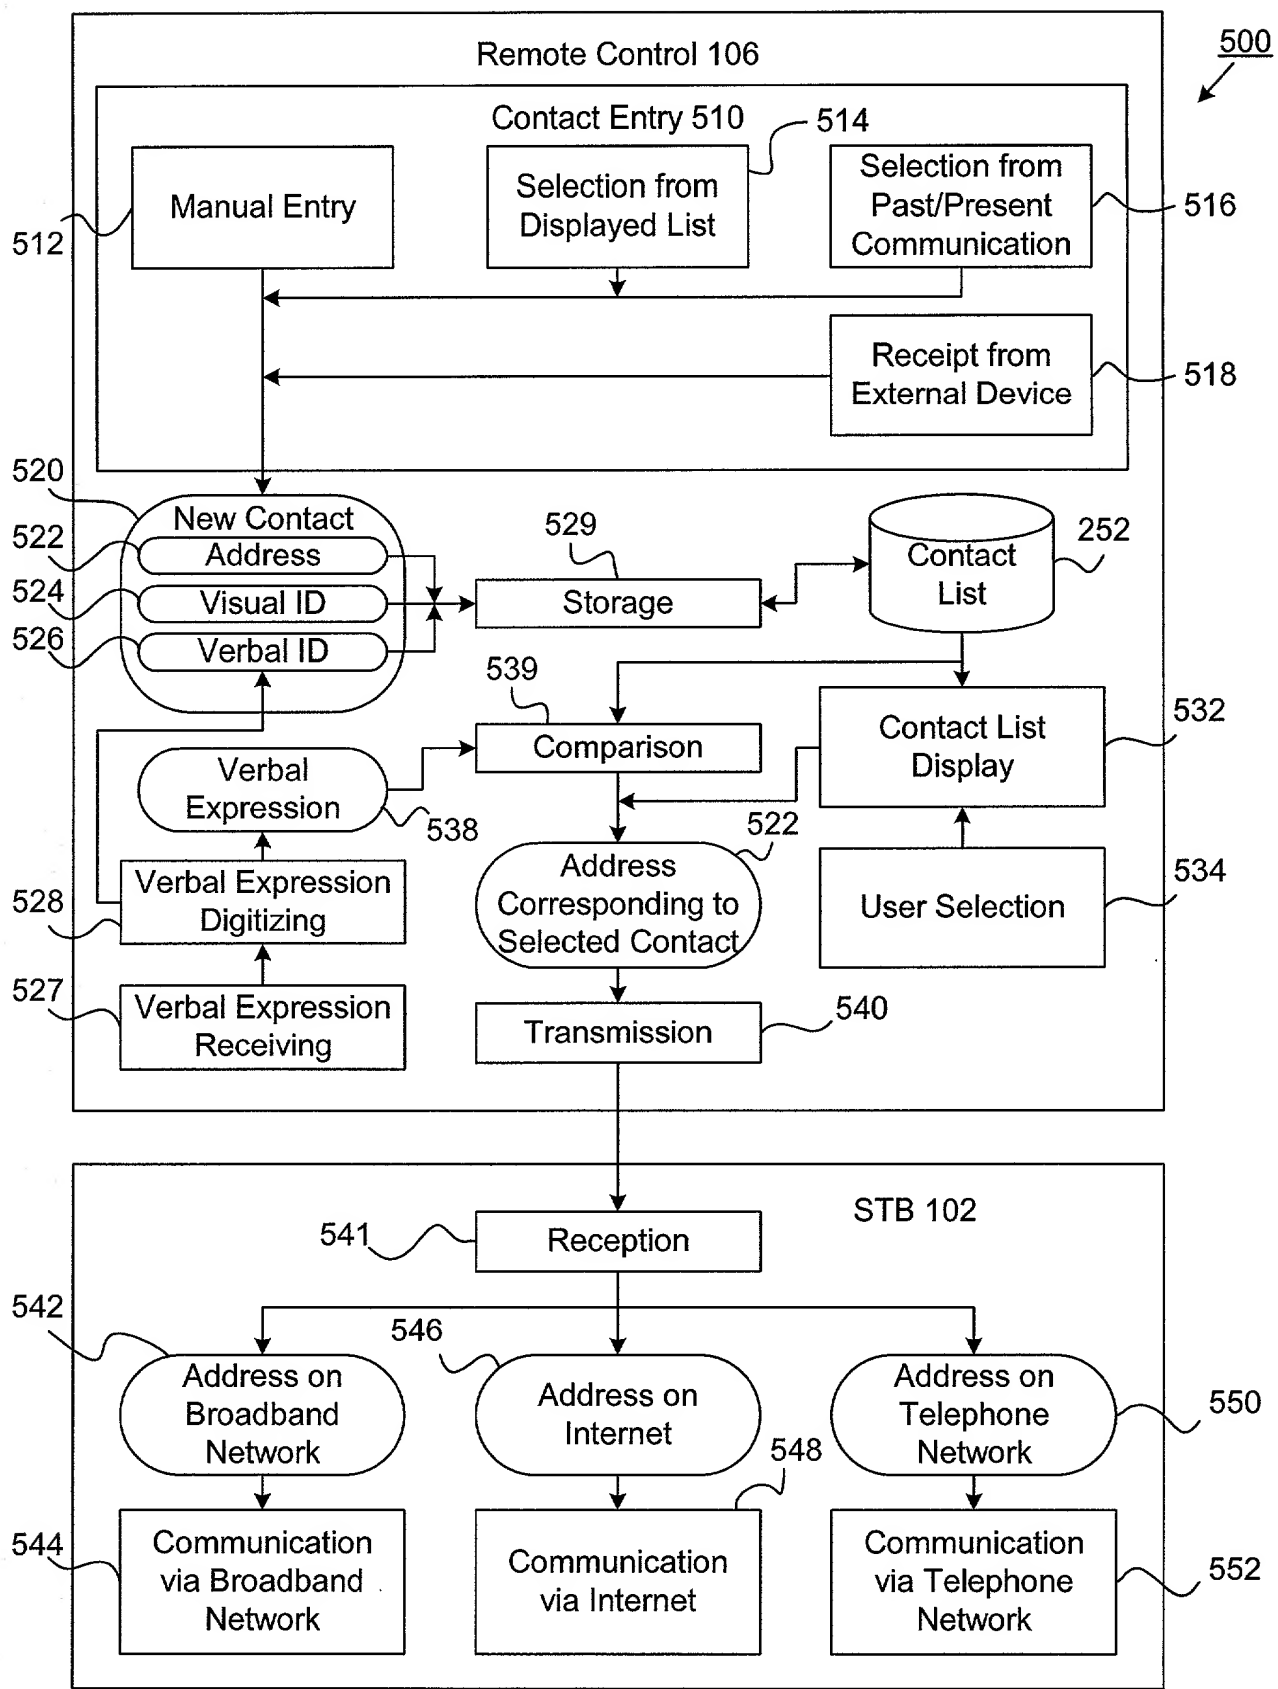 500
Remote Control 106
Contact Entry 510
514
Manual Entry
512
Selection from
Displayed List
Selection from
Past/Present
Communication
516
Receipt from
External Device
518
520
New Contact
522
Address
524
Visual ID
526
Verbal ID
529
Storage
Contact
List
252
539
Comparison
Contact List
Display
532
Verbal
Expression
538
522
Address
Corresponding to
Selected Contact
User Selection
534
Verbal Expression
Digitizing
528
527
Verbal Expression
Receiving
Transmission
540
STB 102
541
Reception
542
546
Address on
Broadband
Network
Address on
Internet
Address on
Telephone
Network
550
548
544
Communication
via Broadband
Network
Communication
via Internet
Communication
via Telephone
Network
552